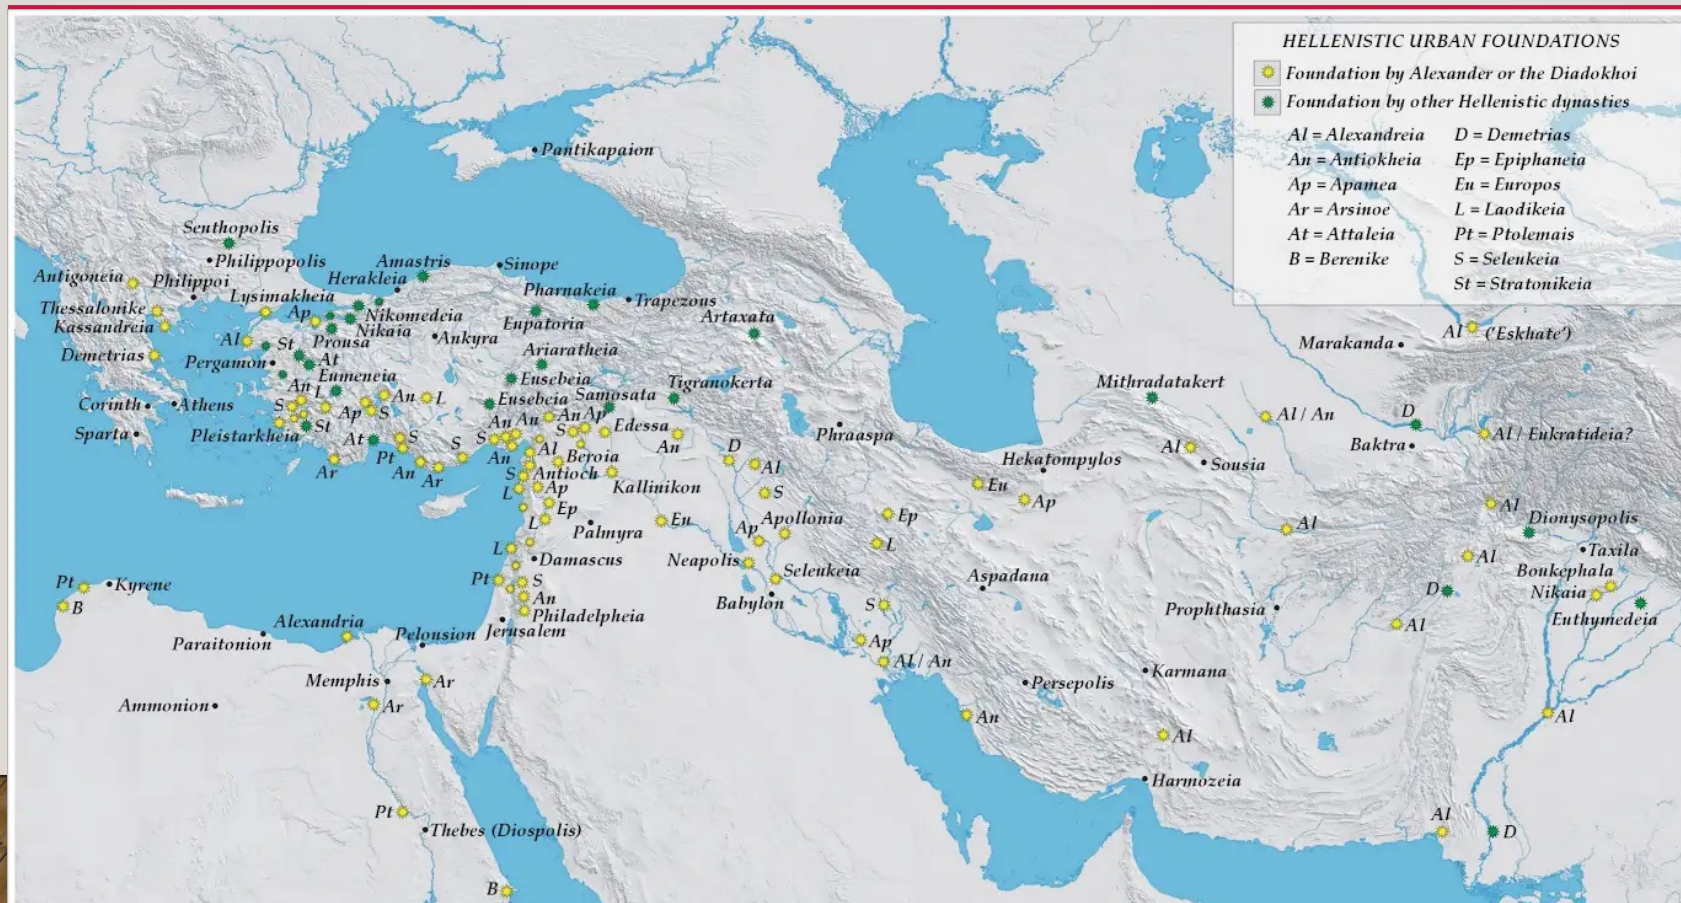 HELLENISTIC URBAN FOUNDATIONS
Foundation by Alexander or the Diadokhoi
Foundation by other Hellenistic dynasties
Al = Alexandreia
An = Antiokheia
Ap = Apamea
Ar = Arsinoe
At = Attaleia
B = Berenike
D = Demetrias
Ep = Epiphaneia
Eu = Europos
L = Laodikeia
Pt = Ptolemais
S = Seleukeia
St = Stratonikeia
Pantikapaion
Seuthopolis
Philippopolis
Amastris
Sinope
Antigoneia
Philippoi
Herakleia
Lysimakheia
Pharnakeia
Trapezous
Thessalonike
Ap
Nikomedeia
Kassandreia
Nikaia
Eupatoria
Artaxata
Al
St
Prousa
Ankyra
Demetrias
Pergamon
At
Ariaratheia
Eumeneia
An
L
Eusebeia
Tigranokerta
Corinth
Athens
S
Ap
S
An
L
Eusebeia
Samosata
Sparta
Pleistarkheia
St
At
S
S
S
An
An
An
Ap
S
Edessa
An
Ar
Pt
An
Ar
An
Al
Beroia
S
Antioch
D
Al
L
Ap
Kallinikon
S
Ep
L
Palmyra
Eu
Ap
Apollonia
L
Damascus
Neapolis
Seleukeia
Pt
S
An
Philadelpheia
Babylon
Jerusalem
Pt
Kyrene
B
Alexandria
Paraitonion
Pelousion
Memphis
Ar
Ar
Ammonion
Pt
Thebes (Diospolis)
B
Phraaspa
Ep
L
S
Ap
Al / An
An
Eu
Ap
Hekatompylos
Aspadana
Persepolis
Karmana
Al
Harmozeia
Mithradatakert
Al
Sousia
Al / An
Al
Prophthasia
Marakanda
Al
('Eskhate')
D
Baktra
Al / Eukratideia?
Al
Dionysopolis
Al
Taxila
D
Boukephala
Nikaia
Al
Euthymedeia
Al
Al
D